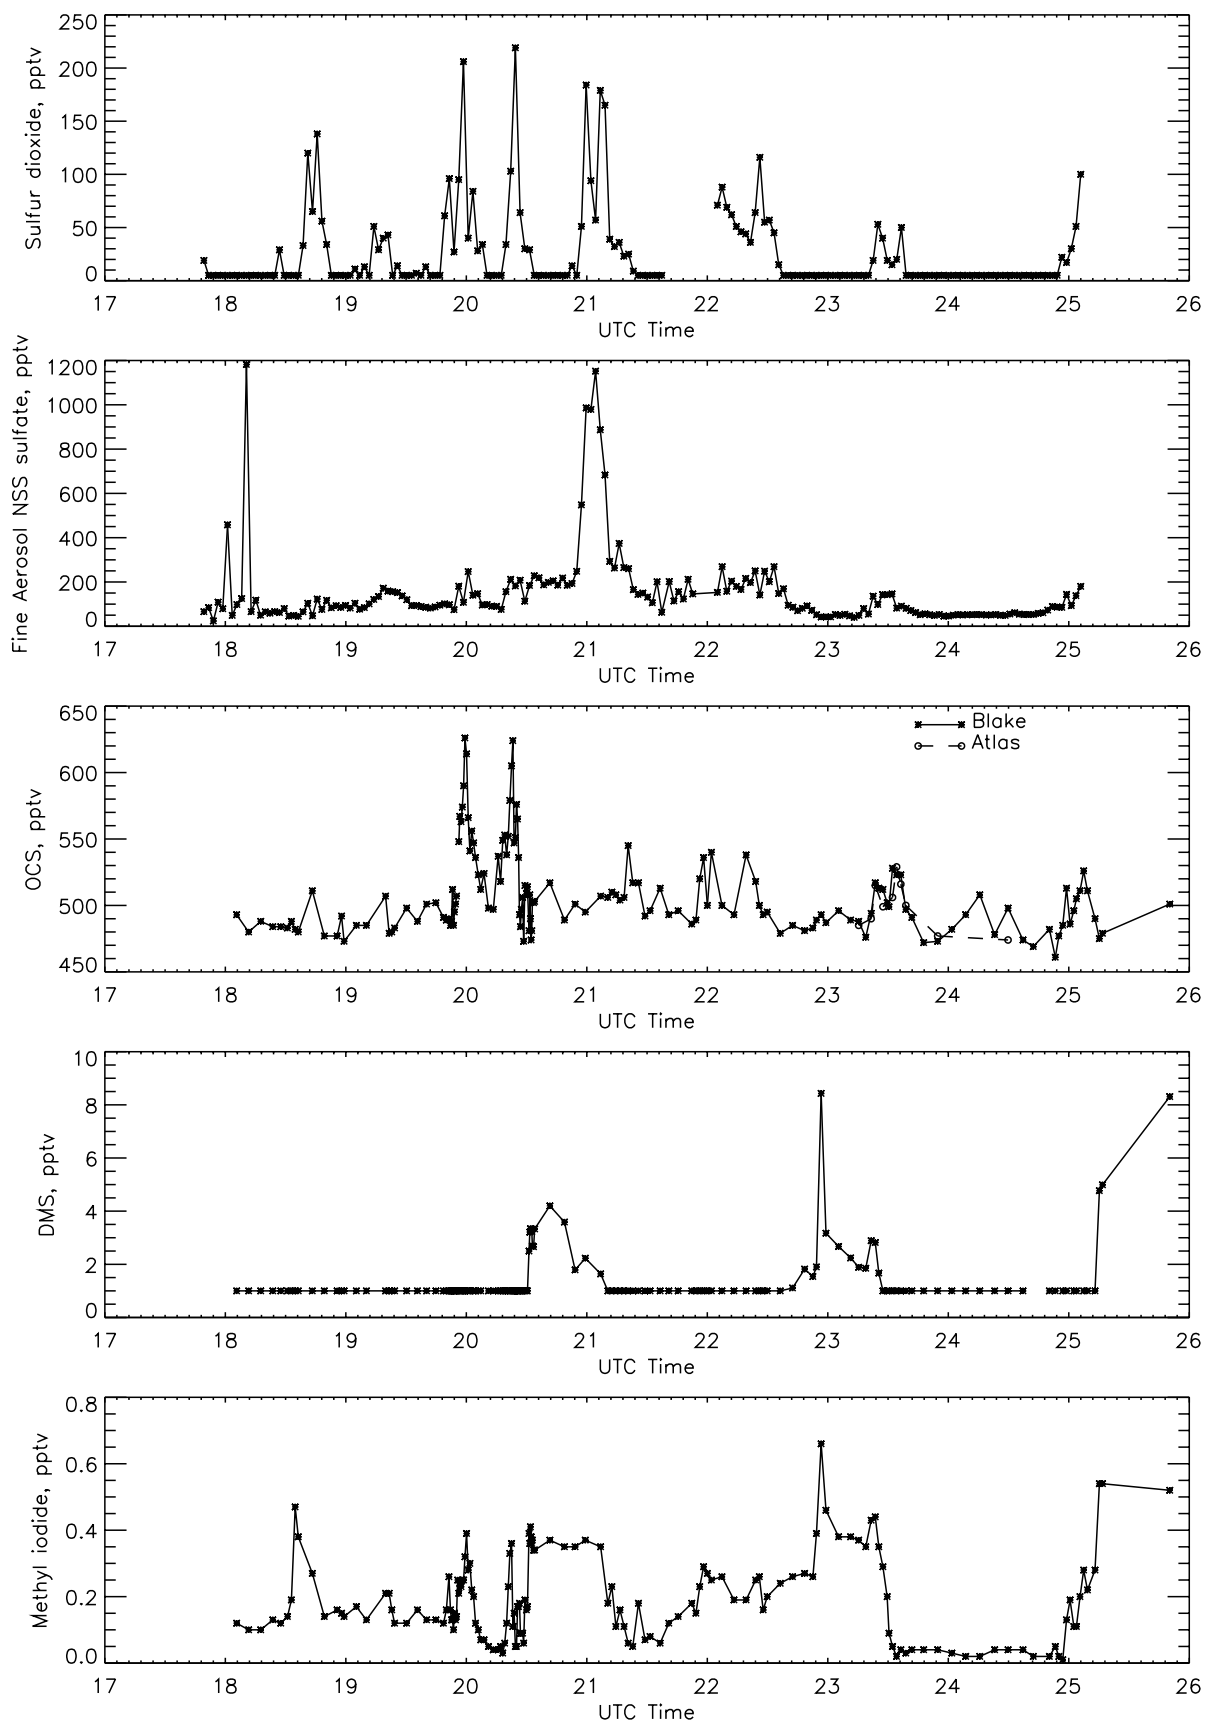 250
200
150
100
50
0
Sulfur dioxide, pptv
17 18 19 20 21 22 23 24 25 26
UTC Time
1200
1000
800
600
400
200
0
Fine Aerosol NSS sulfate, pptv
17 18 19 20 21 22 23 24 25 26
UTC Time
650
600
550
500
450
OCS, pptv
Blake
Atlas
17 18 19 20 21 22 23 24 25 26
UTC Time
10
8
6
4
2
0
DMS, pptv
17 18 19 20 21 22 23 24 25 26
UTC Time
0.8
0.6
0.4
0.2
0.0
Methyl iodide, pptv
17 18 19 20 21 22 23 24 25 26
UTC Time